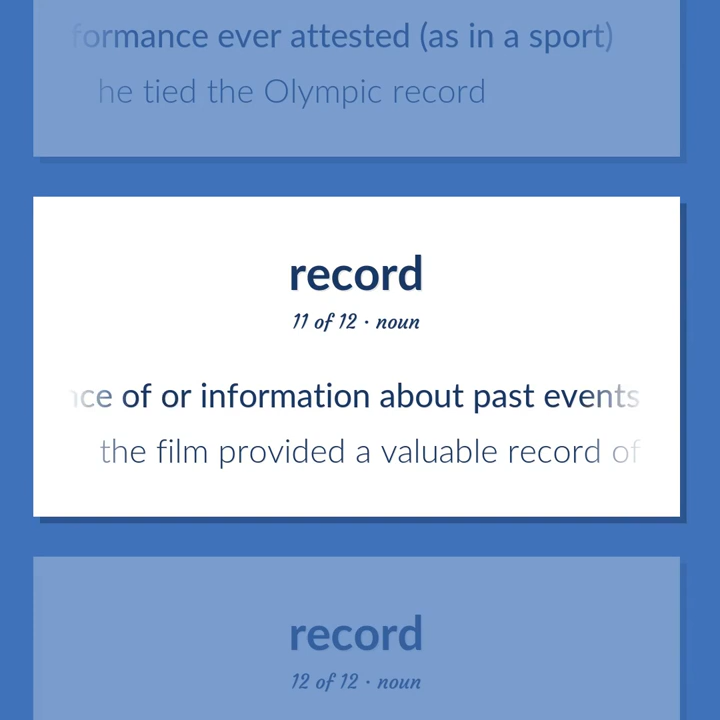 formance ever attested (as in a sport)
he tied the Olympic record
record
11 of 12 · noun
of or information about past events
the film provided a valuable record of
record
12 of 12 · noun